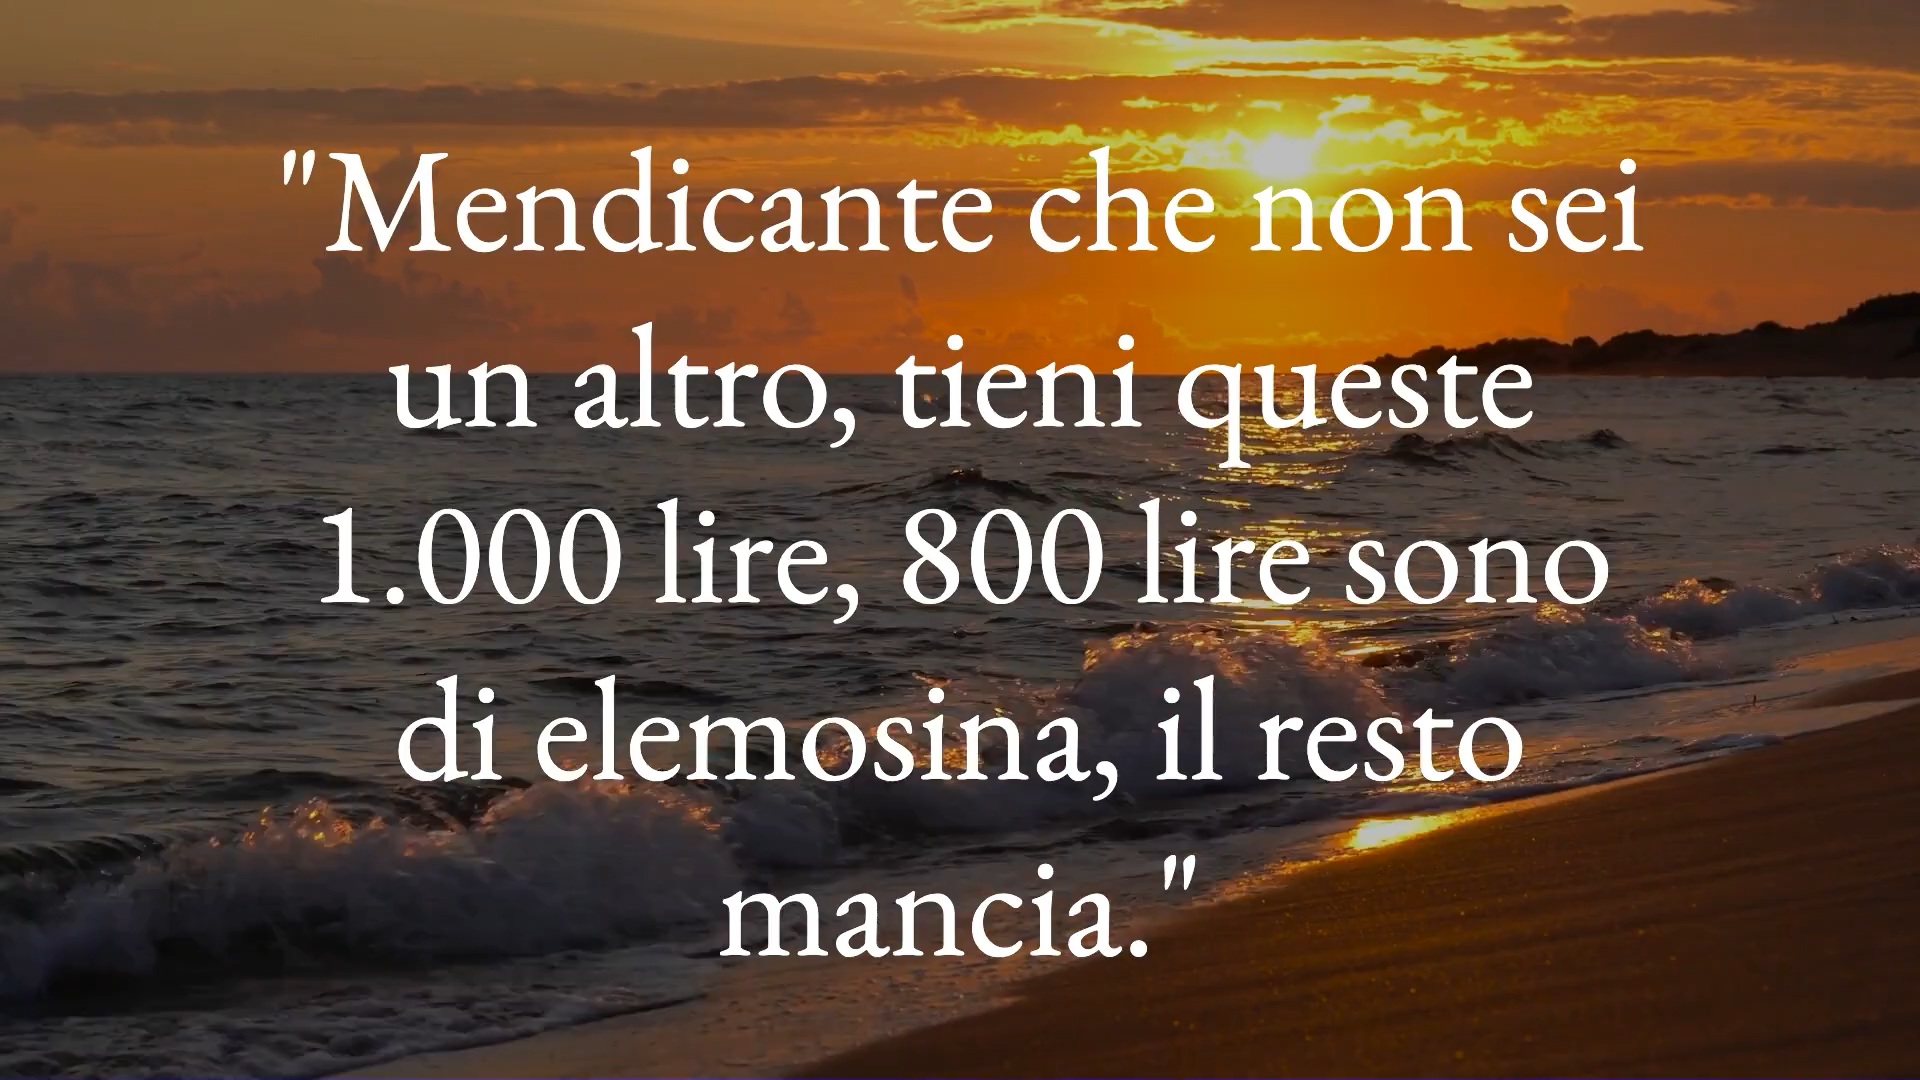 "Mendicante che non sei
un altro, tieni queste
1.000 lire, 800 lire sono
di elemosina, il resto
mancia."